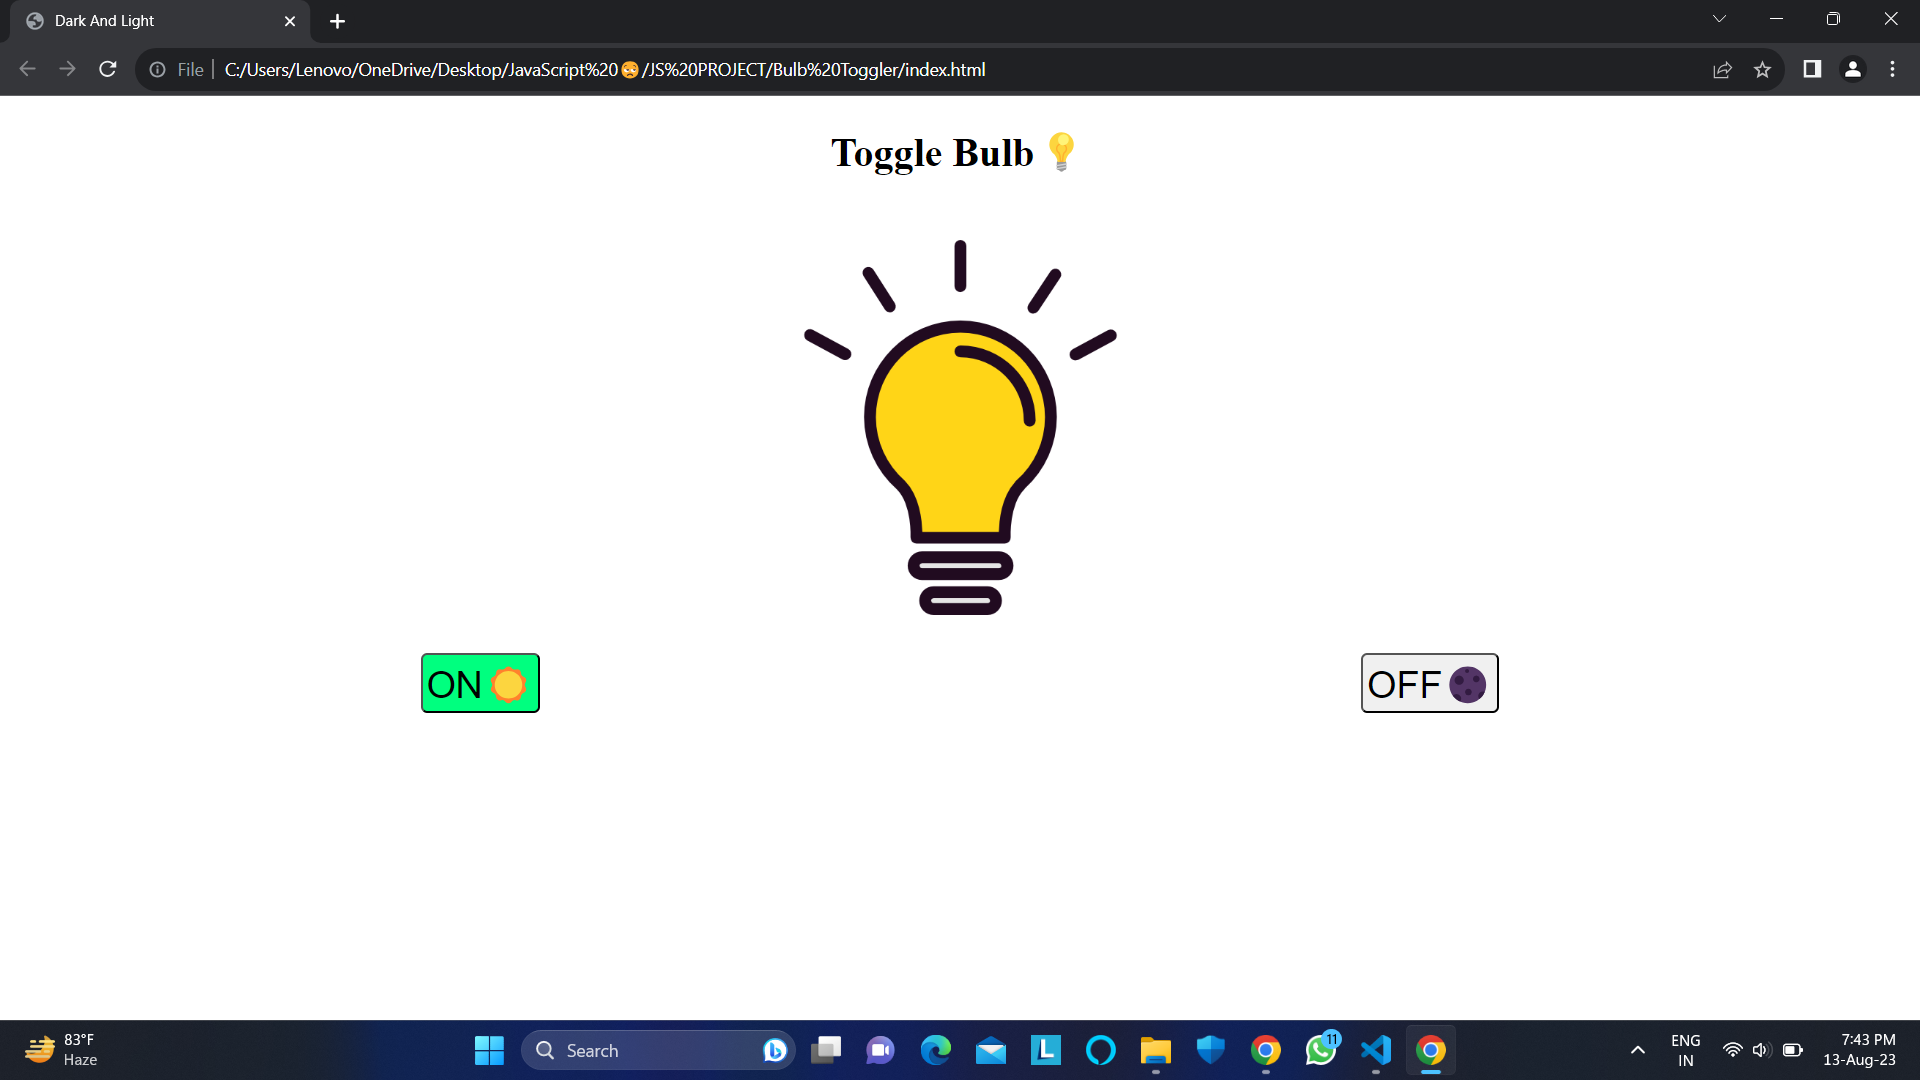 Dark And Light
File C:/Users/Lenovo/OneDrive/Desktop/JavaScript%20😔/JS%20PROJECT/Bulb%20Toggler/index.html
Toggle Bulb 💡
ON 🌞
OFF 🌑
83°F
Haze
Search
L
11
ENG
IN
7:43 PM
13-Aug-23